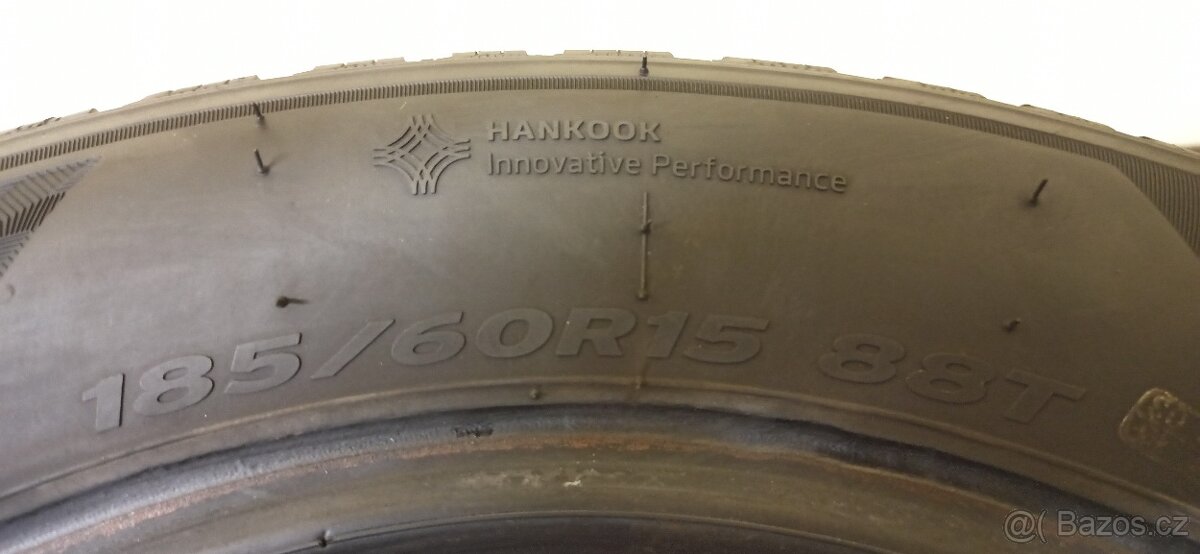 HANKOOK
Innovative Performance
185/60R15 88T
@( Bazos.cz